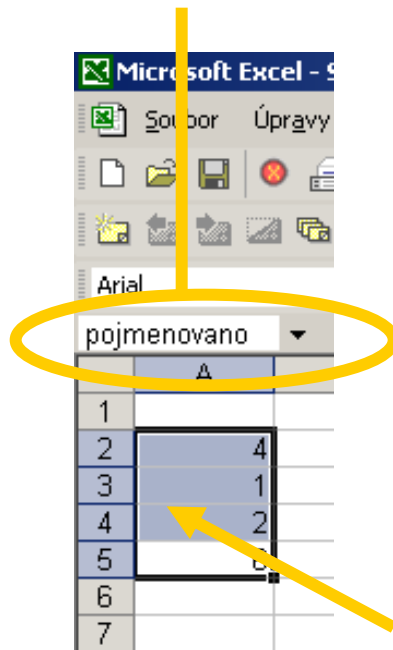 Microsoft Excel - S
Soubor Úpravy
Arial
pojmenovano
A
1
2 4
3 1
4 2
5
6
7